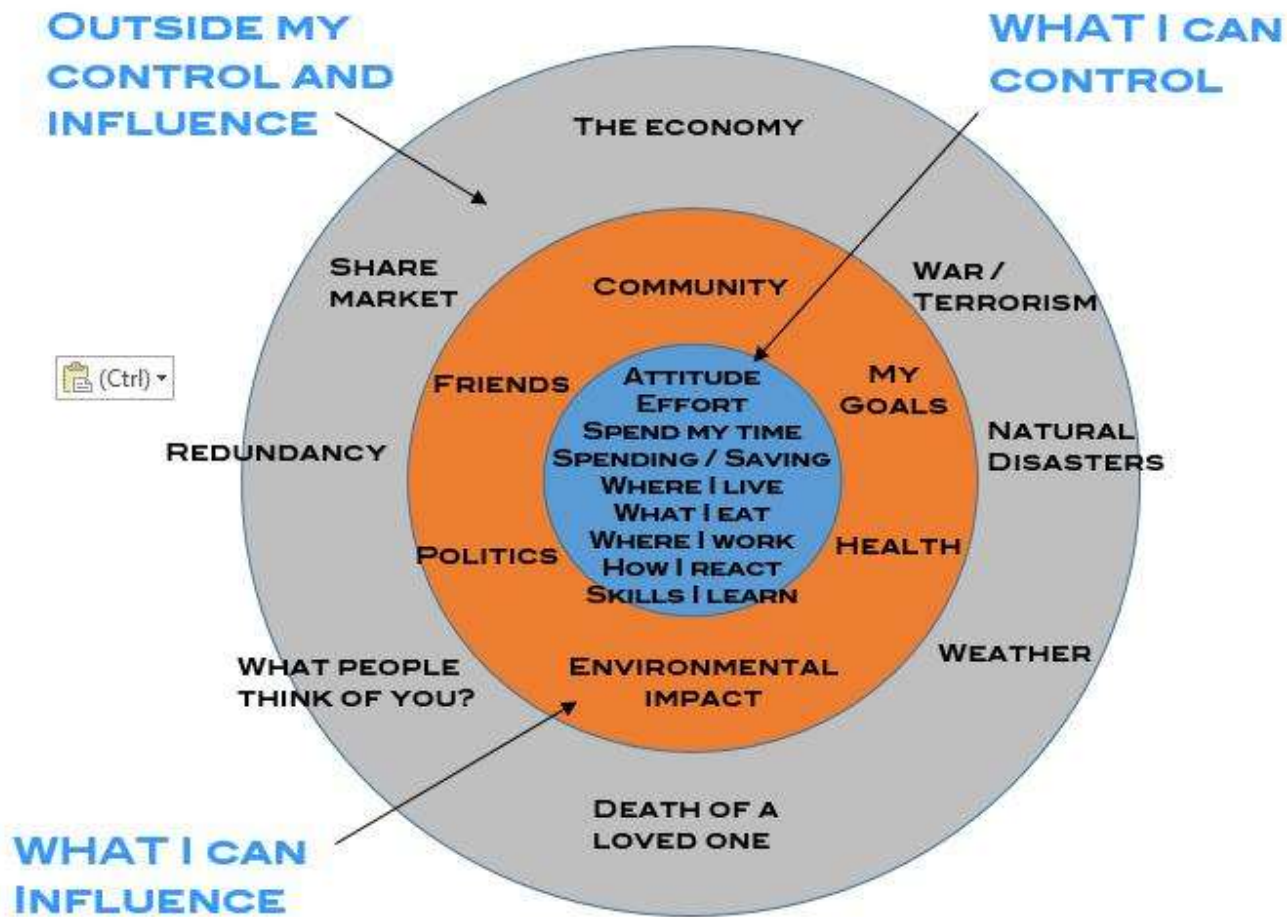 OUTSIDE MY
CONTROL AND
INFLUENCE
WHAT I CAN
CONTROL
THE ECONOMY
SHARE
MARKET
COMMUNITY
WAR /
TERRORISM
(Ctrl)
FRIENDS
ATTITUDE
EFFORT
SPEND MY TIME
SPENDING / SAVING
WHERE I LIVE
WHAT I EAT
WHERE I WORK
HOW I REACT
SKILLS I LEARN
MY
GOALS
REDUNDANCY
NATURAL
DISASTERS
POLITICS
HEALTH
WHAT PEOPLE
THINK OF YOU?
ENVIRONMENTAL
IMPACT
WEATHER
DEATH OF A
LOVED ONE
WHAT I CAN
INFLUENCE